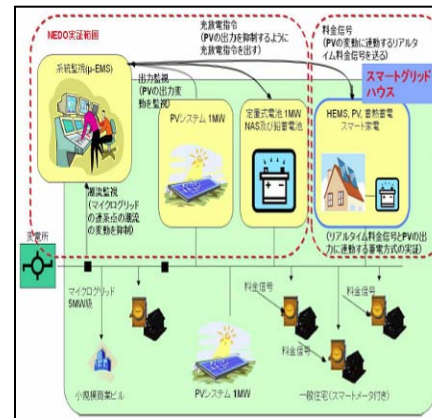 NEDO実証範囲
充放電指令
(PVの出力を抑制するように
充放電指令を出す)
料金信号
(PVの変動に連動するリアルタ
イム料金信号を送る)
スマートグリッド
ハウス
系統監視(μ-EMS)
出力監視
(PVの出力変
動を監視)
PVシステム 1MW
定置式電池 1MW
NAS及び鉛蓄電池
HEMS, PV, 蓄熱蓄電
スマート家電
潮流監視
(マイクログリッド
の連系点の潮流
の変動を抑制)
(リアルタイム料金信号とPVの出
力に連動する蓄電方式の実証)
変電所
マイクログリッド
5MW級
料金信号
料金信号
料金信号
小規模商業ビル
PVシステム 1MW
一般住宅(スマートメータ付き)